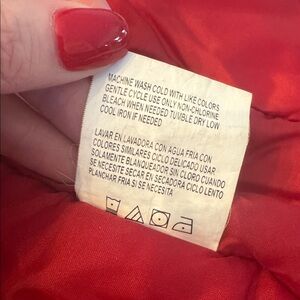 MACHINE WASH COLD WITH LIKE COLORS
GENTLE CYCLE USE ONLY NON-CHLORINE
BLEACH WHEN NEEDED TUMBLE DRY LOW
COOL IRON IF NEEDED
LAVAR EN LAVADORA CON AGUA FRIA CON
COLORES SIMILARES CICLO DELICADO USAR
SOLAMENTE BLANQUEADOR SIN CLORO CUANDO
SE NECESITE SECAR EN SECADORA CICLO LENTO
PLANCHAR FRIA SI SE NECESITA